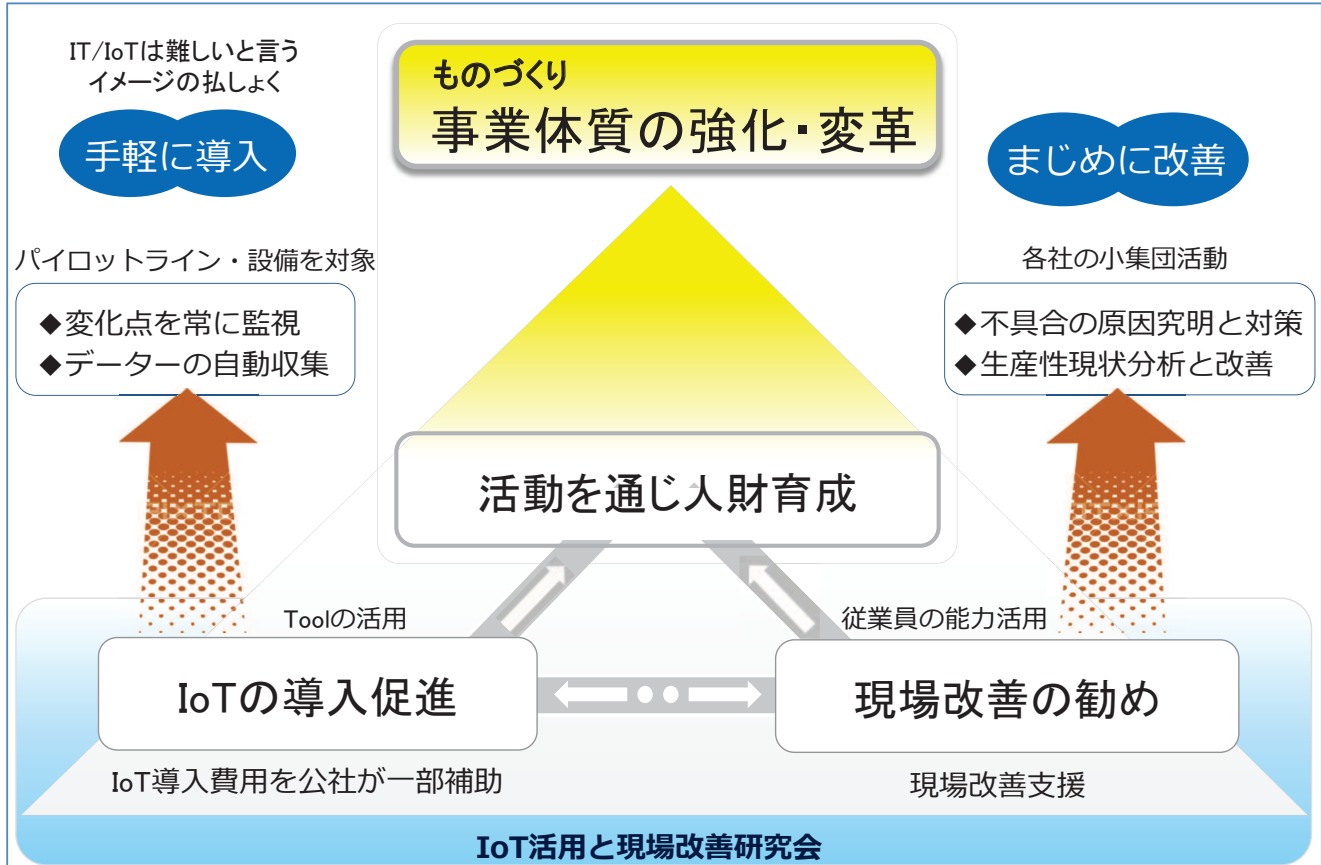 IT/IoTは難しいと言う
イメージの払しょく
手軽に導入
ものづくり
事業体質の強化・変革
まじめに改善
パイロットライン・設備を対象
◆変化点を常に監視
◆データーの自動収集
各社の小集団活動
◆不具合の原因究明と対策
◆生産性現状分析と改善
活動を通じ人財育成
Toolの活用
従業員の能力活用
IoTの導入促進
現場改善の勧め
IoT導入費用を公社が一部補助
現場改善支援
IoT活用と現場改善研究会